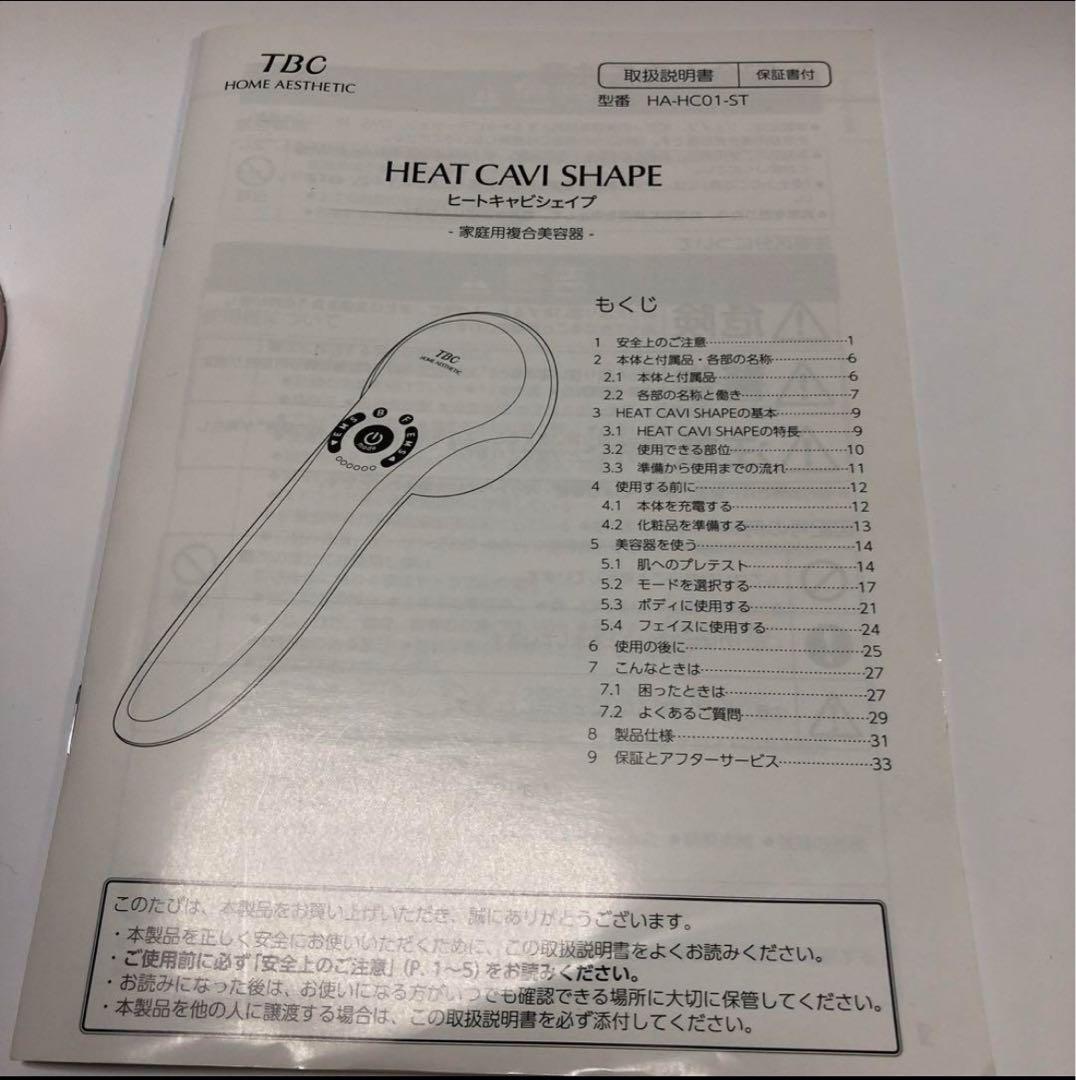 TBC
HOME AESTHETIC
取扱説明書 保証書付
型番 HA-HC01-ST
HEAT CAVI SHAPE
ヒートキャビシェイプ
- 家庭用複合美容器 -
TBC
HOME AESTHETIC
B F
EMS EMS
mode
もくじ
1 安全上のご注意 1
2 本体と付属品・各部の名称 6
2.1 本体と付属品 6
2.2 各部の名称と働き 7
3 HEAT CAVI SHAPEの基本 9
3.1 HEAT CAVI SHAPEの特長 9
3.2 使用できる部位 10
3.3 準備から使用までの流れ 11
4 使用する前に 12
4.1 本体を充電する 12
4.2 化粧品を準備する 13
5 美容器を使う 14
5.1 肌へのプレテスト 14
5.2 モードを選択する 17
5.3 ボディに使用する 21
5.4 フェイスに使用する 24
6 使用の後に 25
7 こんなときは 27
7.1 困ったときは 27
7.2 よくあるご質問 29
8 製品仕様 31
9 保証とアフターサービス 33
このたびは、本製品をお買い上げいただき、誠にありがとうございます。
・本製品を正しく安全にお使いいただくために、この取扱説明書をよくお読みください。
・ご使用前に必ず「安全上のご注意」(P. 1～5)をお読みください。
・お読みになった後は、お使いになる方がいつでも確認できる場所に大切に保管してください。
・本製品を他の人に譲渡する場合は、この取扱説明書を必ず添付してください。